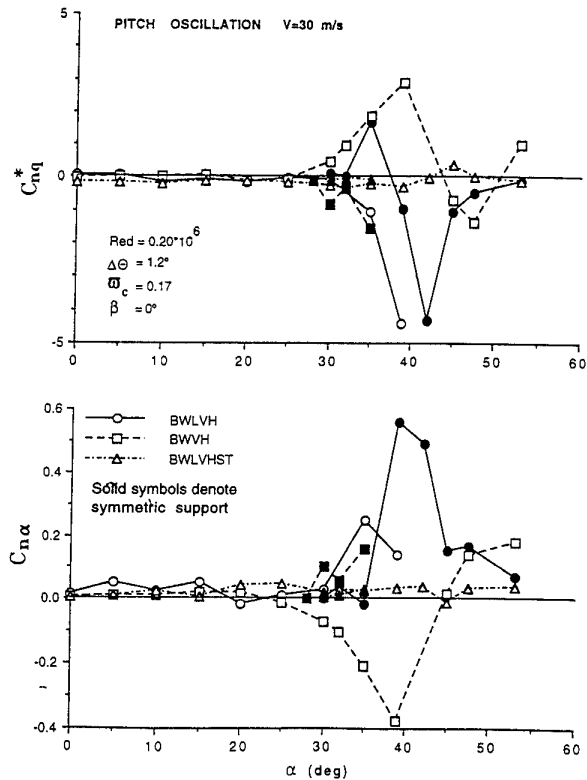 PITCH OSCILLATION V=30 m/s
5
0
-5
C*nq
Red = 0.20*10^6
ΔΘ = 1.2°
ϖc = 0.17
β = 0°
0 10 20 30 40 50 60
0.6
0.4
0.2
0.0
-0.2
-0.4
Cnα
BWLVH
BWVH
BWLVHST
Solid symbols denote
symmetric support
0 10 20 30 40 50 60
α (deg)